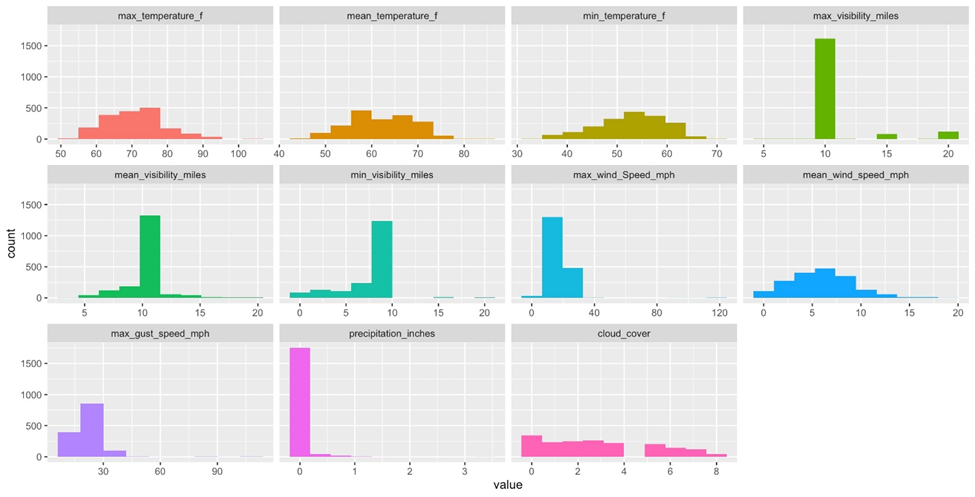 max_temperature_f mean_temperature_f min_temperature_f max_visibility_miles
1500
1000
500
0
50 60 70 80 90 100 40 50 60 70 80 30 40 50 60 70 5 10 15 20
mean_visibility_miles min_visibility_miles max_wind_Speed_mph mean_wind_speed_mph
count
1500
1000
500
0
5 10 15 20 0 5 10 15 20 0 40 80 120 0 5 10 15 20
max_gust_speed_mph precipitation_inches cloud_cover
1500
1000
500
0
30 60 90 0 1 2 3 0 2 4 6 8
value